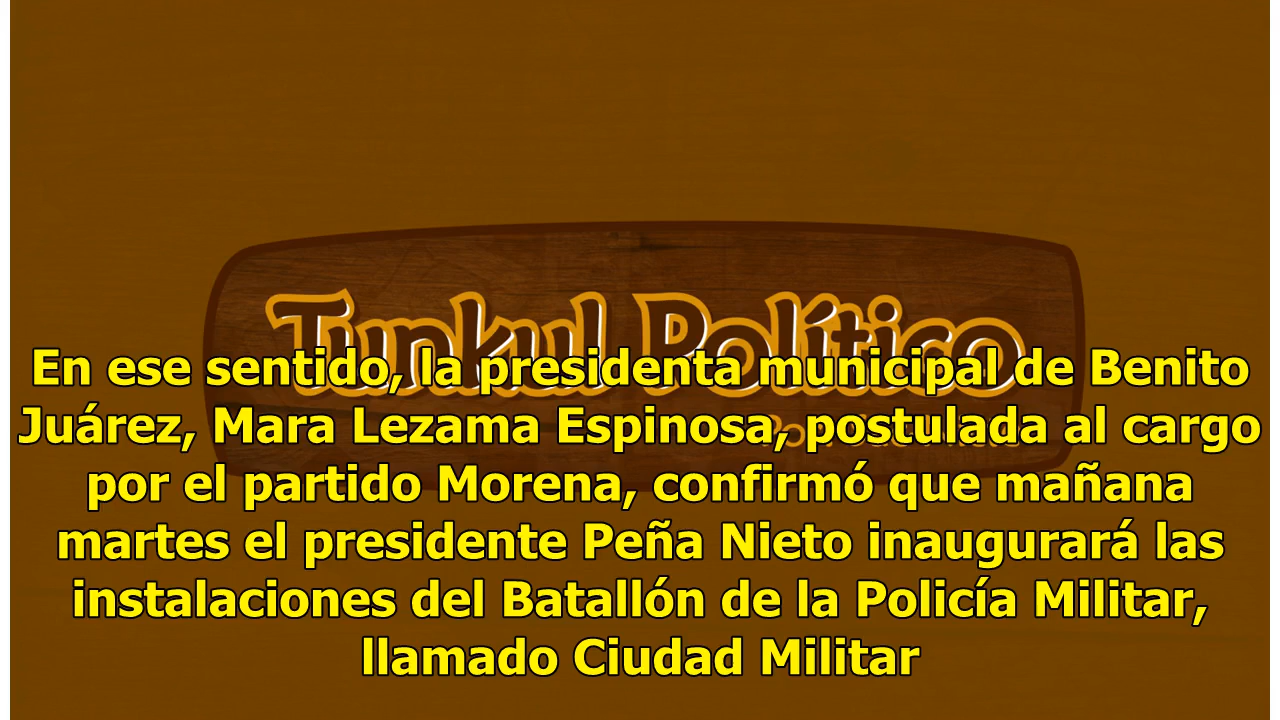 Tunkul Político
En ese sentido, la presidenta municipal de Benito
Juárez, Mara Lezama Espinosa, postulada al cargo
por el partido Morena, confirmó que mañana
martes el presidente Peña Nieto inaugurará las
instalaciones del Batallón de la Policía Militar,
llamado Ciudad Militar